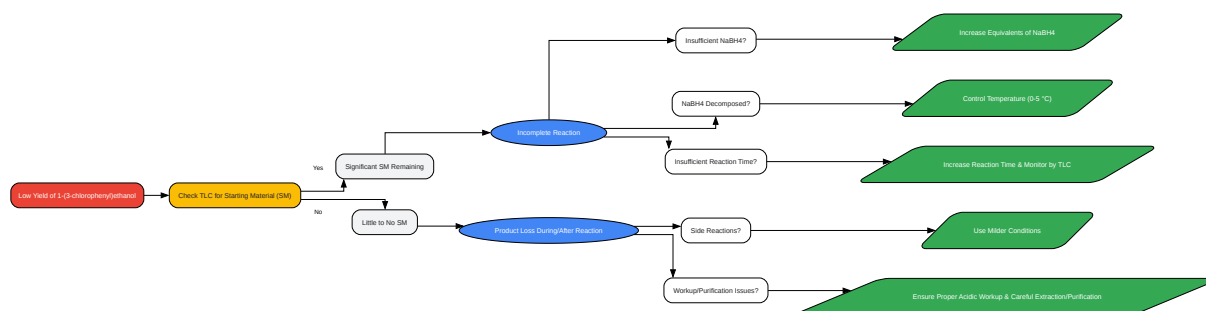 Low Yield of 1-(3-chlorophenyl)ethanol
Check TLC for Starting Material (SM)
Yes
No
Significant SM Remaining
Little to No SM
Incomplete Reaction
Product Loss During/After Reaction
Insufficient NaBH4?
NaBH4 Decomposed?
Insufficient Reaction Time?
Side Reactions?
Workup/Purification Issues?
Increase Equivalents of NaBH4
Control Temperature (0-5 °C)
Increase Reaction Time & Monitor by TLC
Use Milder Conditions
Ensure Proper Acidic Workup & Careful Extraction/Purification